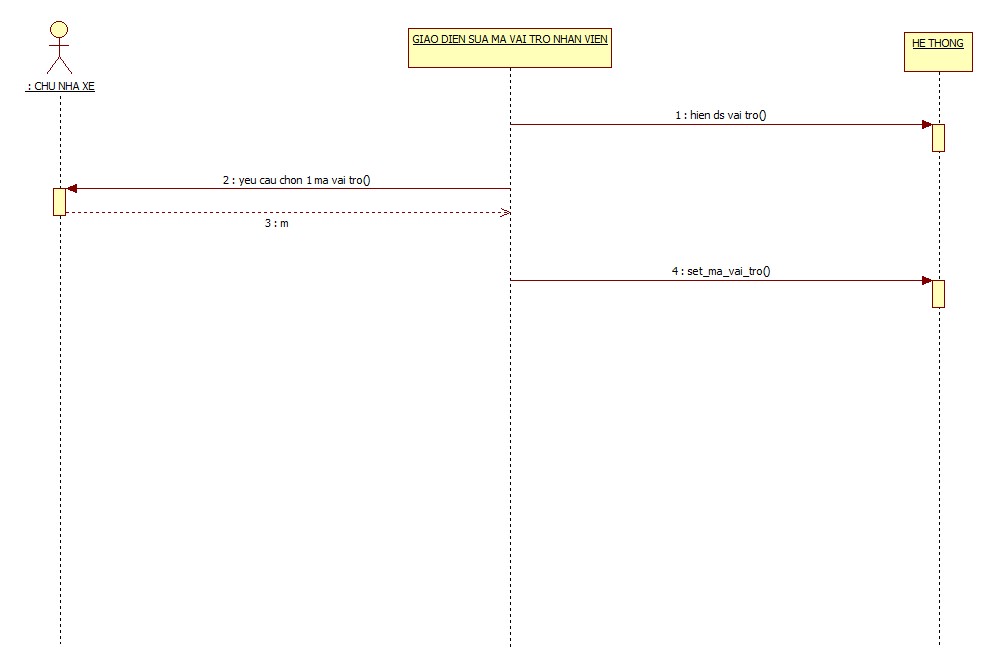 GIAO DIEN SUA MA VAI TRO NHAN VIEN
HE THONG
: CHU NHA XE
1 : hien ds vai tro()
2 : yeu cau chon 1 ma vai tro()
3 : m
4 : set_ma_vai_tro()